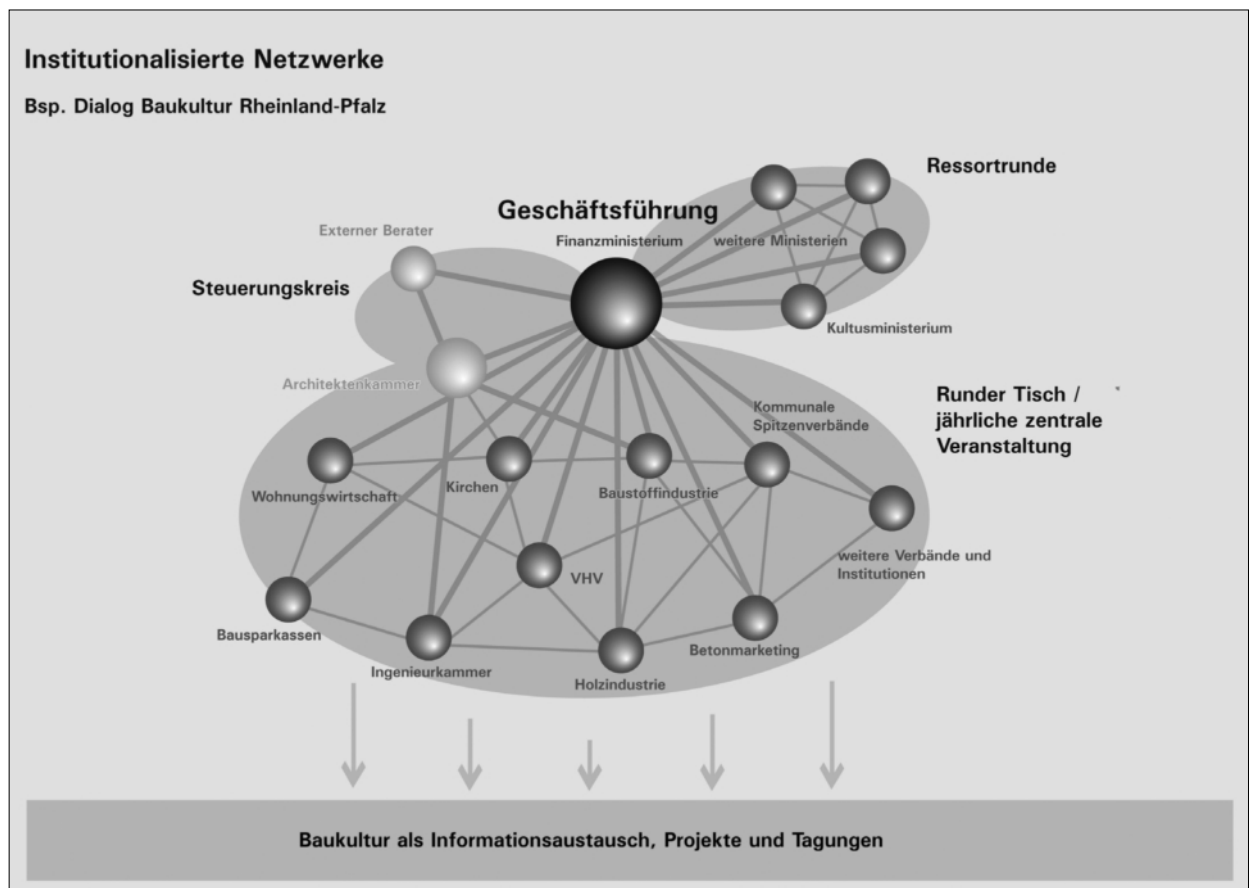 Institutionalisierte Netzwerke
Bsp. Dialog Baukultur Rheinland-Pfalz
Ressortrunde
Geschäftsführung
Externer Berater
Finanzministerium
weitere Ministerien
Steuerungskreis
Kultusministerium
Architektenkammer
Runder Tisch /
jährliche zentrale
Veranstaltung
Kommunale
Spitzenverbände
Wohnungswirtschaft
Kirchen
Baustoffindustrie
weitere Verbände und
Institutionen
VHV
Bausparkassen
Ingenieurkammer
Holzindustrie
Betonmarketing
Baukultur als Informationsaustausch, Projekte und Tagungen